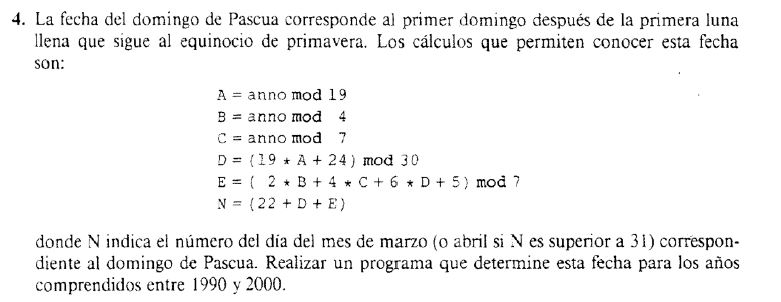 4. La fecha del domingo de Pascua corresponde al primer domingo después de la primera luna
llena que sigue al equinocio de primavera. Los cálculos que permiten conocer esta fecha
son:
A = anno mod 19
B = anno mod 4
C = anno mod 7
D = (19 * A + 24) mod 30
E = ( 2 * B + 4 * C + 6 * D + 5) mod 7
N = (22 + D + E)
donde N indica el número del día del mes de marzo (o abril si N es superior a 31) correspon-
diente al domingo de Pascua. Realizar un programa que determine esta fecha para los años
comprendidos entre 1990 y 2000.